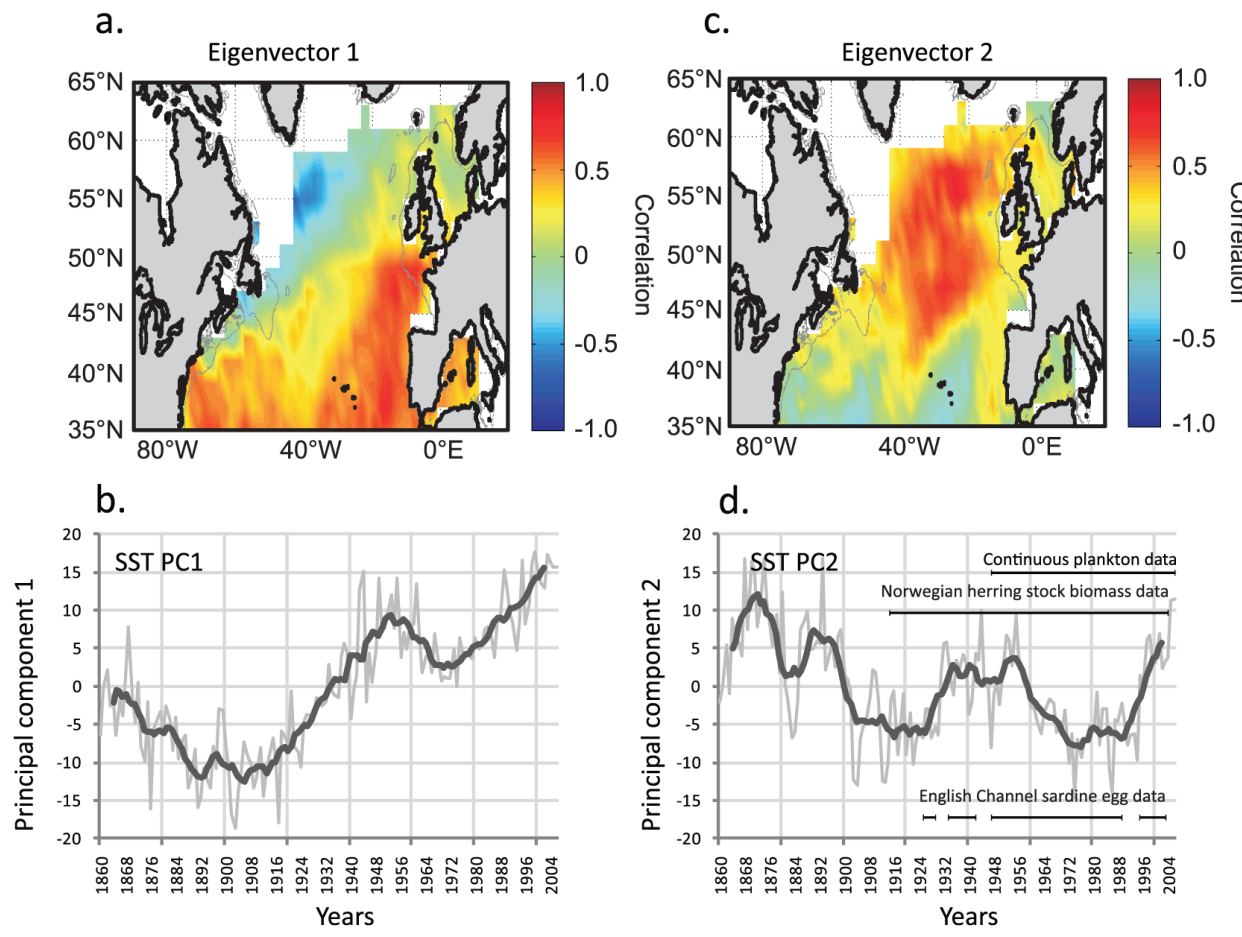 a.
Eigenvector 1
65°N
60°N
55°N
50°N
45°N
40°N
35°N
80°W
40°W
0°E
1.0
0.5
0
-0.5
-1.0
Correlation
c.
Eigenvector 2
65°N
60°N
55°N
50°N
45°N
40°N
35°N
80°W
40°W
0°E
1.0
0.5
0
-0.5
-1.0
Correlation
b.
SST PC1
Principal component 1
20
15
10
5
0
-5
-10
-15
-20
1860
1868
1876
1884
1892
1900
1908
1916
1924
1932
1940
1948
1956
1964
1972
1980
1988
1996
2004
Years
d.
SST PC2
Continuous plankton data
Norwegian herring stock biomass data
English Channel sardine egg data
Principal component 2
20
15
10
5
0
-5
-10
-15
-20
1860
1868
1876
1884
1892
1900
1908
1916
1924
1932
1940
1948
1956
1964
1972
1980
1988
1996
2004
Years